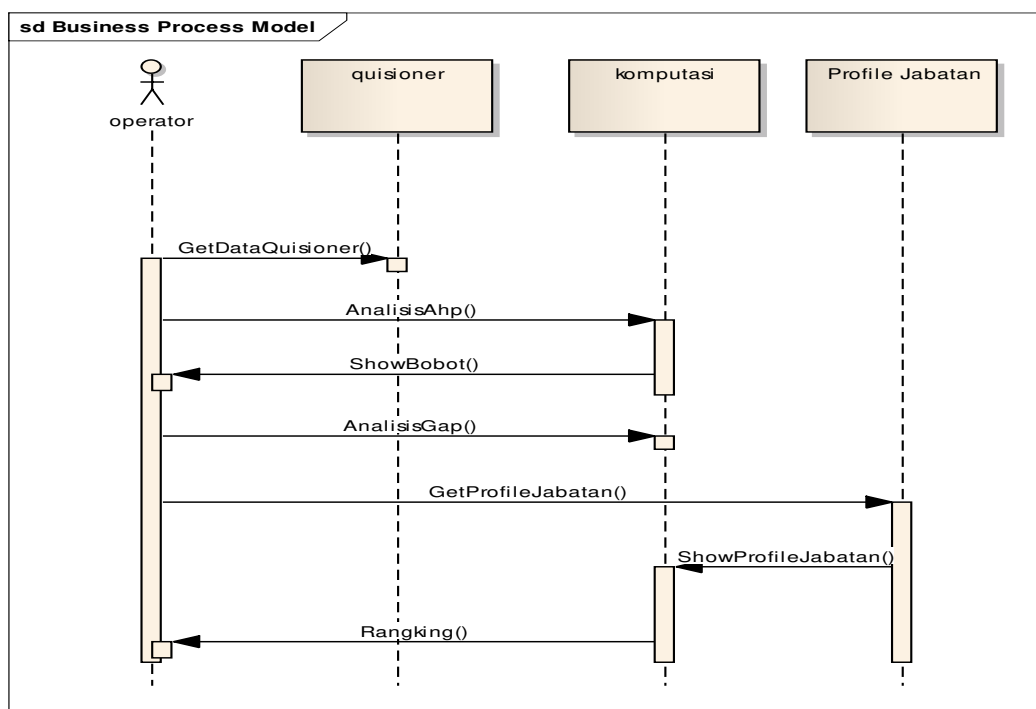 sd Business Process Model
operator
quisioner
komputasi
Profile Jabatan
GetDataQuisioner()
AnalisisAhp()
ShowBobot()
AnalisisGap()
GetProfileJabatan()
ShowProfileJabatan()
Rangking()